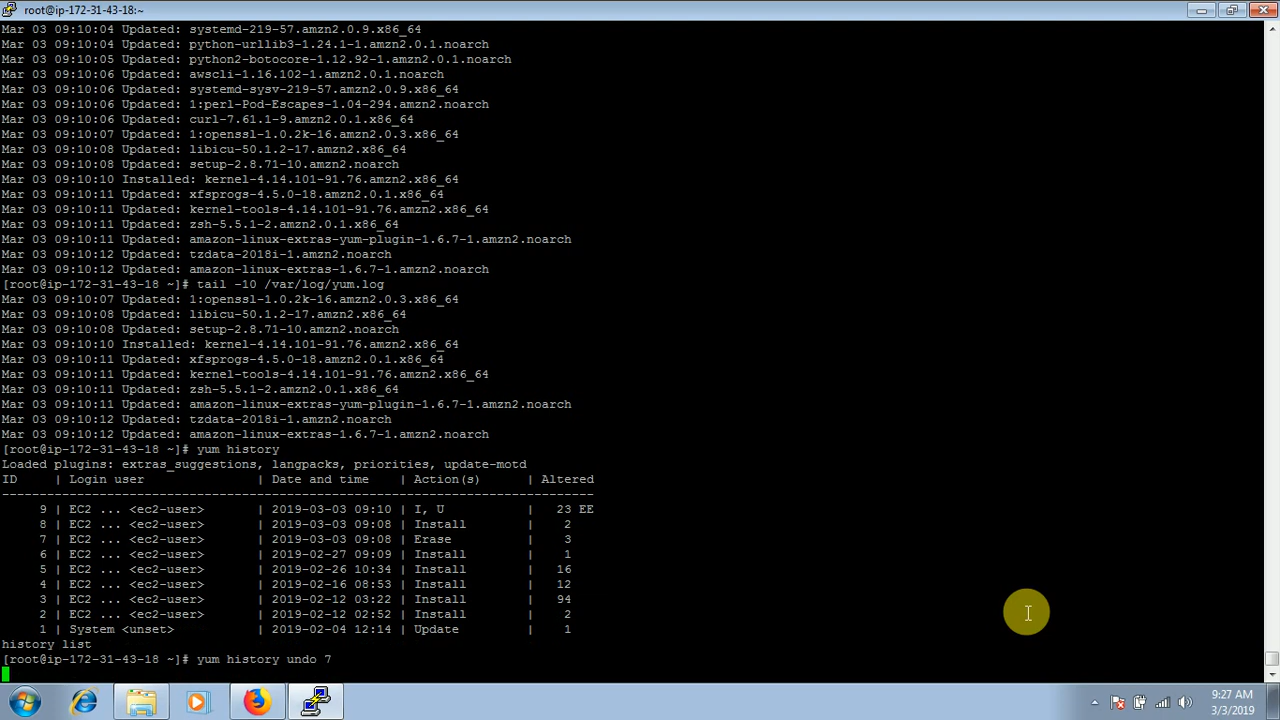 root@ip-172-31-43-18:~
Mar 03 09:10:04 Updated: systemd-219-57.amzn2.0.9.x86_64
Mar 03 09:10:04 Updated: python-urllib3-1.24.1-1.amzn2.0.1.noarch
Mar 03 09:10:05 Updated: python2-botocore-1.12.92-1.amzn2.0.1.noarch
Mar 03 09:10:06 Updated: awscli-1.16.102-1.amzn2.0.1.noarch
Mar 03 09:10:06 Updated: systemd-sysv-219-57.amzn2.0.9.x86_64
Mar 03 09:10:06 Updated: 1:perl-Pod-Escapes-1.04-294.amzn2.noarch
Mar 03 09:10:06 Updated: curl-7.61.1-9.amzn2.0.1.x86_64
Mar 03 09:10:07 Updated: 1:openssl-1.0.2k-16.amzn2.0.3.x86_64
Mar 03 09:10:08 Updated: libicu-50.1.2-17.amzn2.x86_64
Mar 03 09:10:08 Updated: setup-2.8.71-10.amzn2.noarch
Mar 03 09:10:10 Installed: kernel-4.14.101-91.76.amzn2.x86_64
Mar 03 09:10:11 Updated: xfsprogs-4.5.0-18.amzn2.0.1.x86_64
Mar 03 09:10:11 Updated: kernel-tools-4.14.101-91.76.amzn2.x86_64
Mar 03 09:10:11 Updated: zsh-5.5.1-2.amzn2.0.1.x86_64
Mar 03 09:10:11 Updated: amazon-linux-extras-yum-plugin-1.6.7-1.amzn2.noarch
Mar 03 09:10:12 Updated: tzdata-2018i-1.amzn2.noarch
Mar 03 09:10:12 Updated: amazon-linux-extras-1.6.7-1.amzn2.noarch
[root@ip-172-31-43-18 ~]# tail -10 /var/log/yum.log
Mar 03 09:10:07 Updated: 1:openssl-1.0.2k-16.amzn2.0.3.x86_64
Mar 03 09:10:08 Updated: libicu-50.1.2-17.amzn2.x86_64
Mar 03 09:10:08 Updated: setup-2.8.71-10.amzn2.noarch
Mar 03 09:10:10 Installed: kernel-4.14.101-91.76.amzn2.x86_64
Mar 03 09:10:11 Updated: xfsprogs-4.5.0-18.amzn2.0.1.x86_64
Mar 03 09:10:11 Updated: kernel-tools-4.14.101-91.76.amzn2.x86_64
Mar 03 09:10:11 Updated: zsh-5.5.1-2.amzn2.0.1.x86_64
Mar 03 09:10:11 Updated: amazon-linux-extras-yum-plugin-1.6.7-1.amzn2.noarch
Mar 03 09:10:12 Updated: tzdata-2018i-1.amzn2.noarch
Mar 03 09:10:12 Updated: amazon-linux-extras-1.6.7-1.amzn2.noarch
[root@ip-172-31-43-18 ~]# yum history
Loaded plugins: extras_suggestions, langpacks, priorities, update-motd
ID     | Login user               | Date and time    | Action(s)      | Altered
-------------------------------------------------------------------------------
     9 | EC2 ... <ec2-user>       | 2019-03-03 09:10 | I, U           |   23 EE
     8 | EC2 ... <ec2-user>       | 2019-03-03 09:08 | Install        |    2
     7 | EC2 ... <ec2-user>       | 2019-03-03 09:08 | Erase          |    3
     6 | EC2 ... <ec2-user>       | 2019-02-27 09:09 | Install        |    1
     5 | EC2 ... <ec2-user>       | 2019-02-26 10:34 | Install        |   16
     4 | EC2 ... <ec2-user>       | 2019-02-16 08:53 | Install        |   12
     3 | EC2 ... <ec2-user>       | 2019-02-12 03:22 | Install        |   94
     2 | EC2 ... <ec2-user>       | 2019-02-12 02:52 | Install        |    2
     1 | System <unset>           | 2019-02-04 12:14 | Update         |    1
history list
[root@ip-172-31-43-18 ~]# yum history undo 7
9:27 AM
3/3/2019